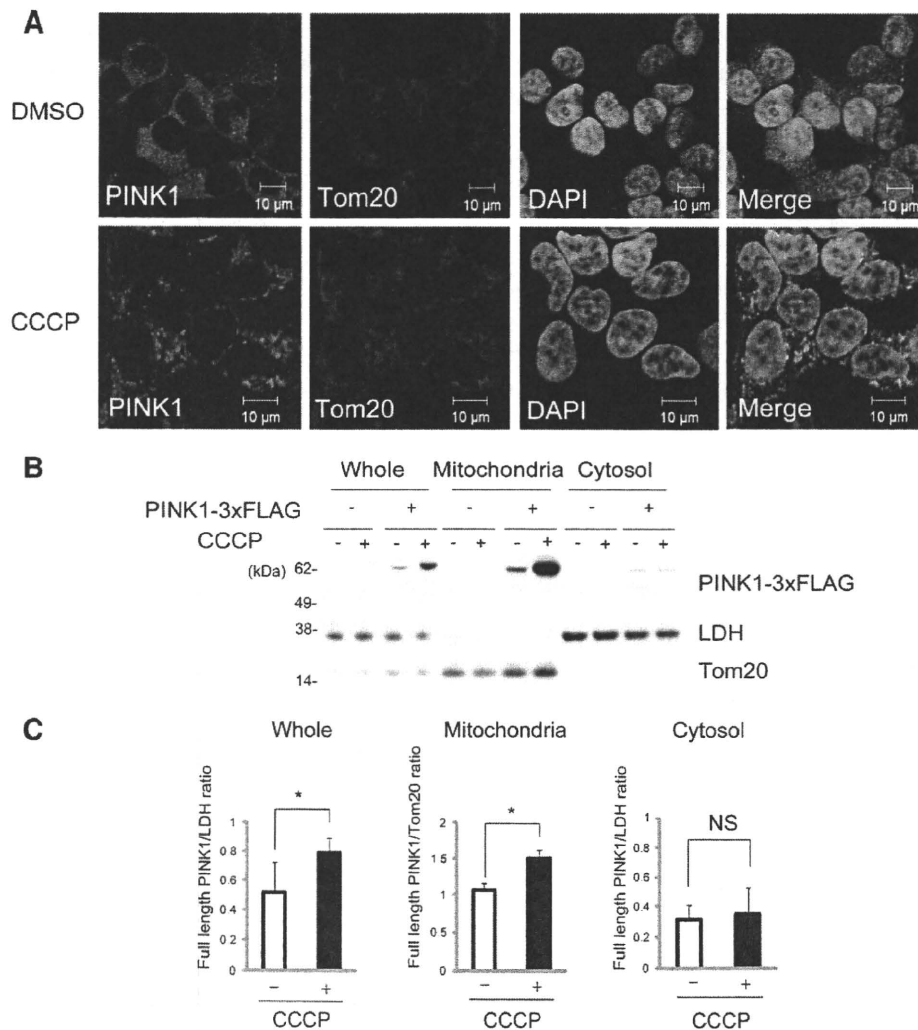 A
DMSO
PINK1
10 µm
Tom20
10 µm
DAPI
10 µm
Merge
10 µm
CCCP
PINK1
10 µm
Tom20
10 µm
DAPI
10 µm
Merge
10 µm
B
Whole Mitochondria Cytosol
PINK1-3xFLAG - + - + - +
CCCP - + - + - + - + - + - +
(kDa) 62- PINK1-3xFLAG
49-
38- LDH
14- Tom20
C
Whole
Full length PINK1/LDH ratio
1
0.8
0.6
0.4
0.2
0
*
− +
CCCP
Mitochondria
Full length PINK1/Tom20 ratio
2
1.5
1
0.5
0
*
− +
CCCP
Cytosol
Full length PINK1/LDH ratio
1
0.8
0.6
0.4
0.2
0
NS
− +
CCCP